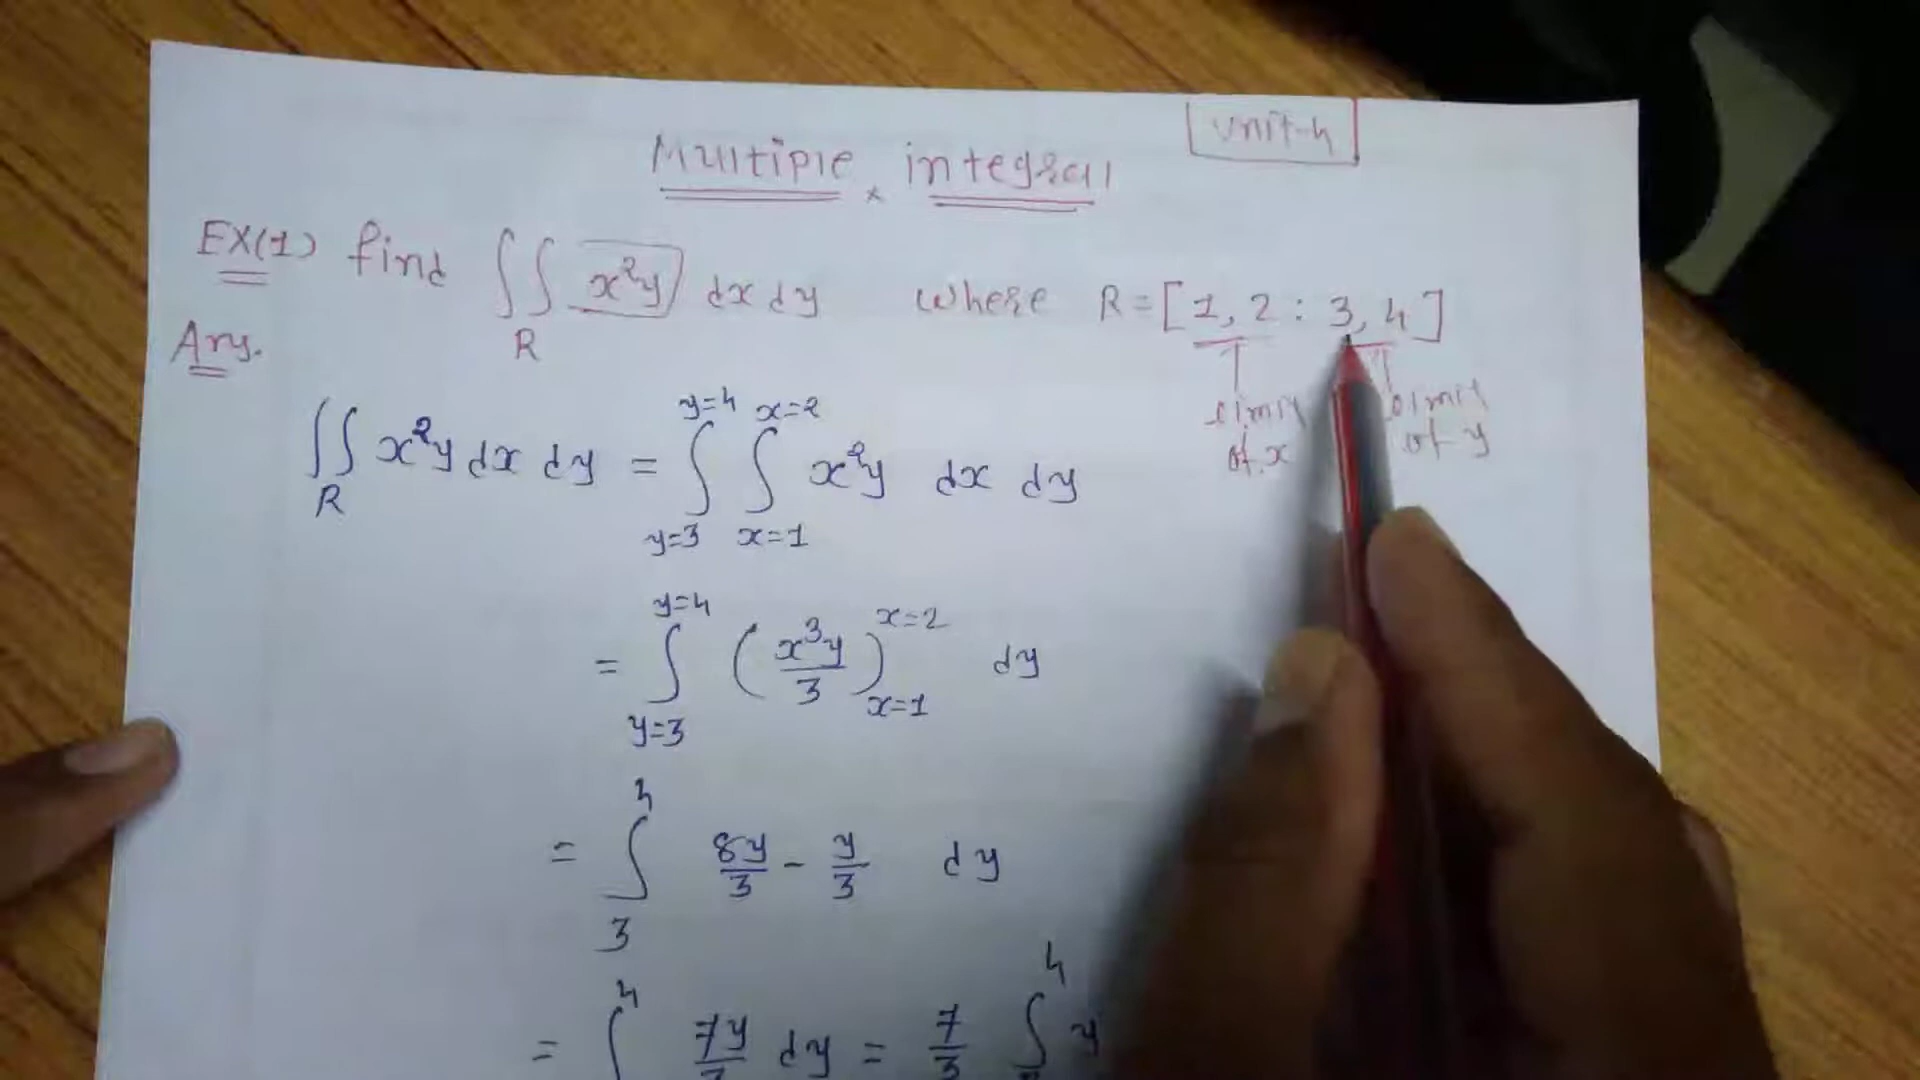 Unit-4
Multiple integral
EX(1) find ∫∫ x²y dx dy where R=[1, 2 : 3, 4]
R
Ans.
limit of x
limit of y
∫∫ x²y dx dy = ∫ ∫ x²y dx dy
R
y=4 x=2
y=3 x=1
= ∫ (x³y/3) dy
y=4 x=2
y=3 x=1
= ∫ 8y/3 - y/3 dy
4
3
= ∫ 7y/3 dy = 7/3 ∫ y
4 4